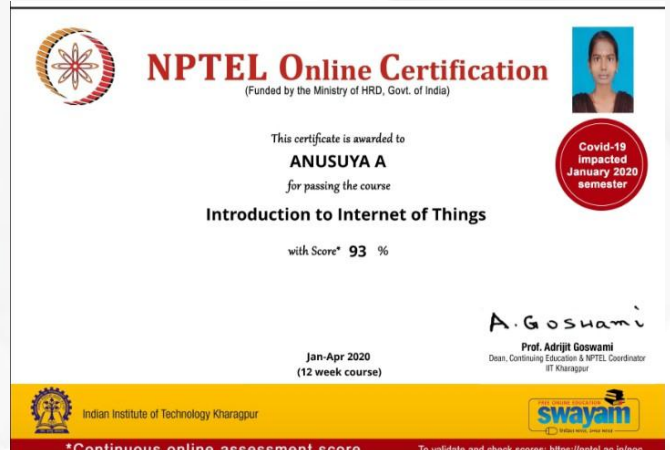 NPTEL Online Certification
(Funded by the Ministry of HRD, Govt. of India)
This certificate is awarded to
ANUSUYA A
for passing the course
Introduction to Internet of Things
with Score* 93 %
Covid-19
impacted
January 2020
semester
A. Goswami
Prof. Adrijit Goswami
Dean, Continuing Education & NPTEL Coordinator
IIT Kharagpur
Jan-Apr 2020
(12 week course)
Indian Institute of Technology Kharagpur
FREE ONLINE EDUCATION
swayam
*Continuous online assessment score
To validate and check scores: https://nptel.ac.in/noc